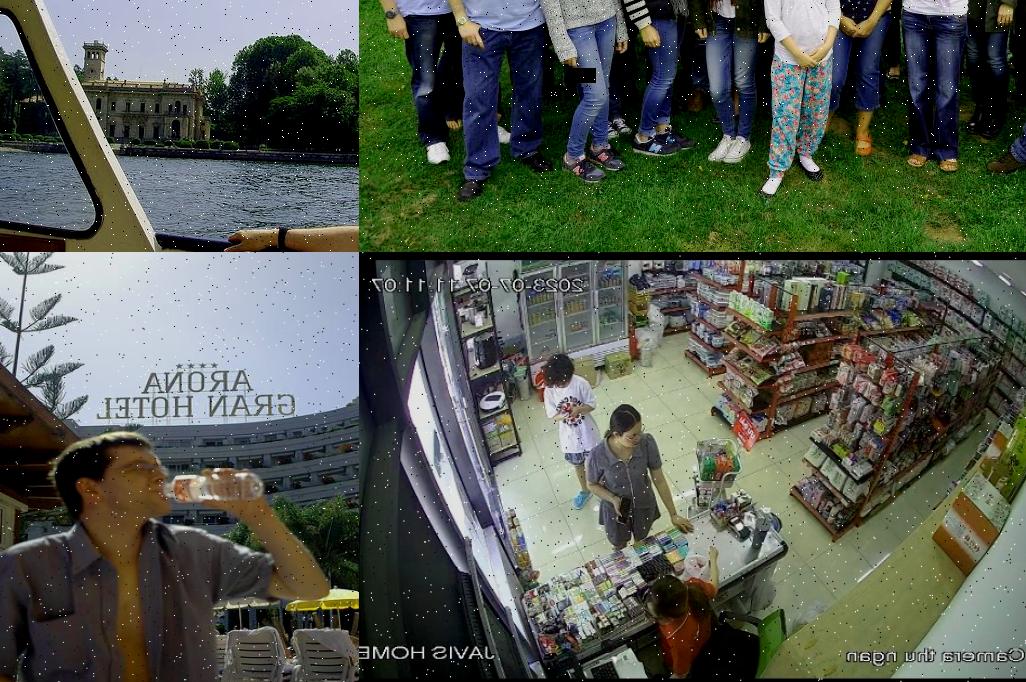 ARONA
GRAN HOTEL
2023-07-07 11:11:07
JAVIS HOME
Camera thu ngan